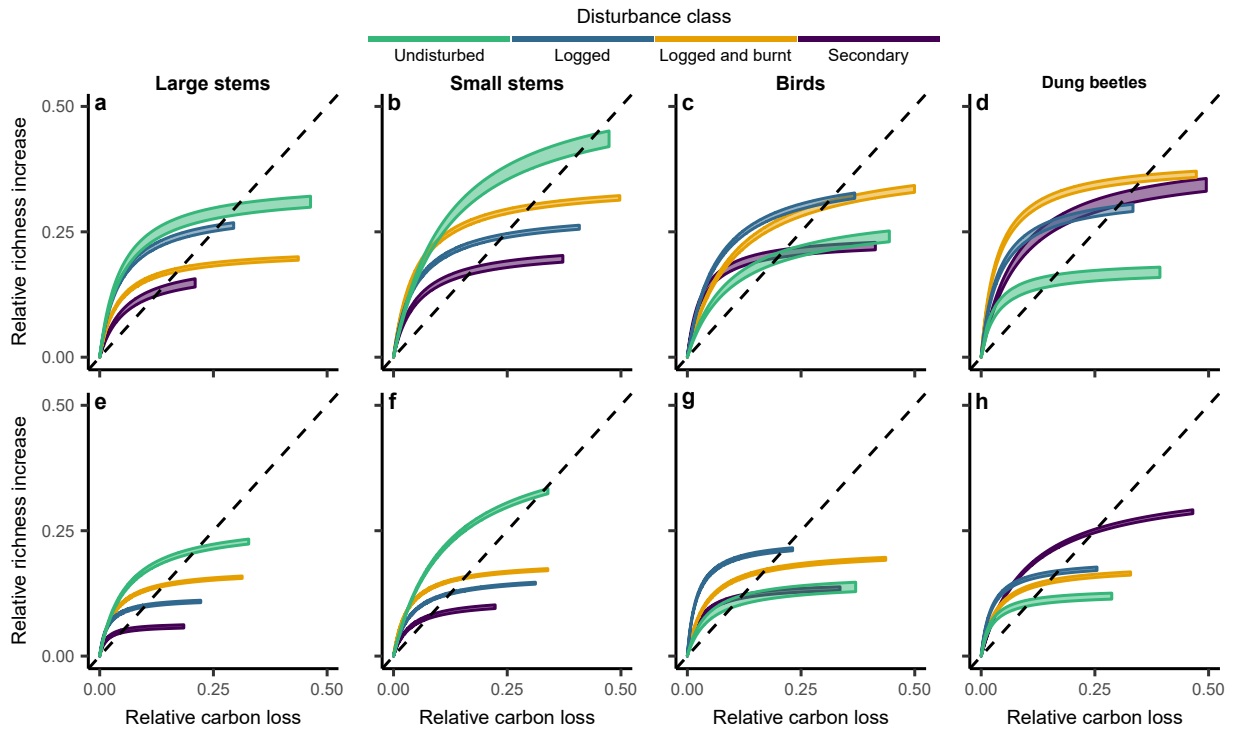 Disturbance class
Undisturbed Logged Logged and burnt Secondary
Large stems Small stems Birds Dung beetles
a b c d
0.50
0.25
0.00
Relative richness increase
e f g h
0.50
0.25
0.00
Relative richness increase
0.00 0.25 0.50 0.00 0.25 0.50 0.00 0.25 0.50 0.00 0.25 0.50
Relative carbon loss Relative carbon loss Relative carbon loss Relative carbon loss